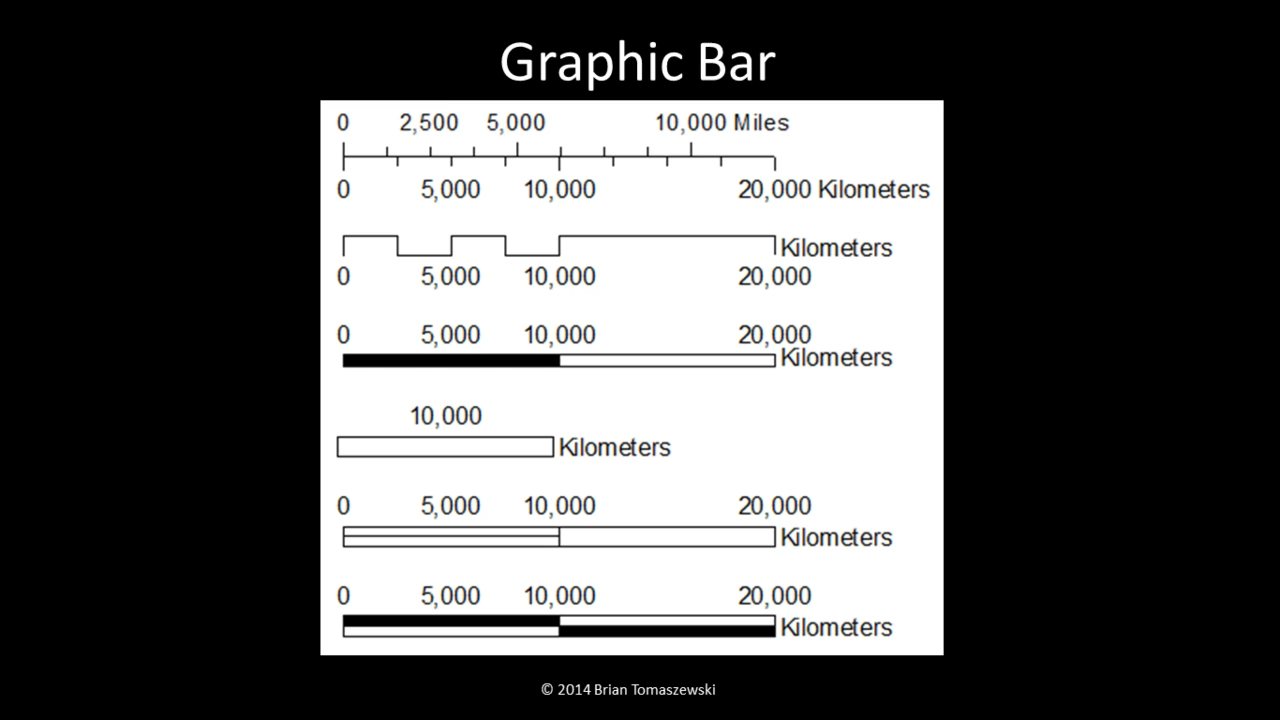 Graphic Bar
0 2,500 5,000 10,000 Miles
0 5,000 10,000 20,000 Kilometers
Kilometers
0 5,000 10,000 20,000
0 5,000 10,000 20,000
Kilometers
10,000
Kilometers
0 5,000 10,000 20,000
Kilometers
0 5,000 10,000 20,000
Kilometers
© 2014 Brian Tomaszewski